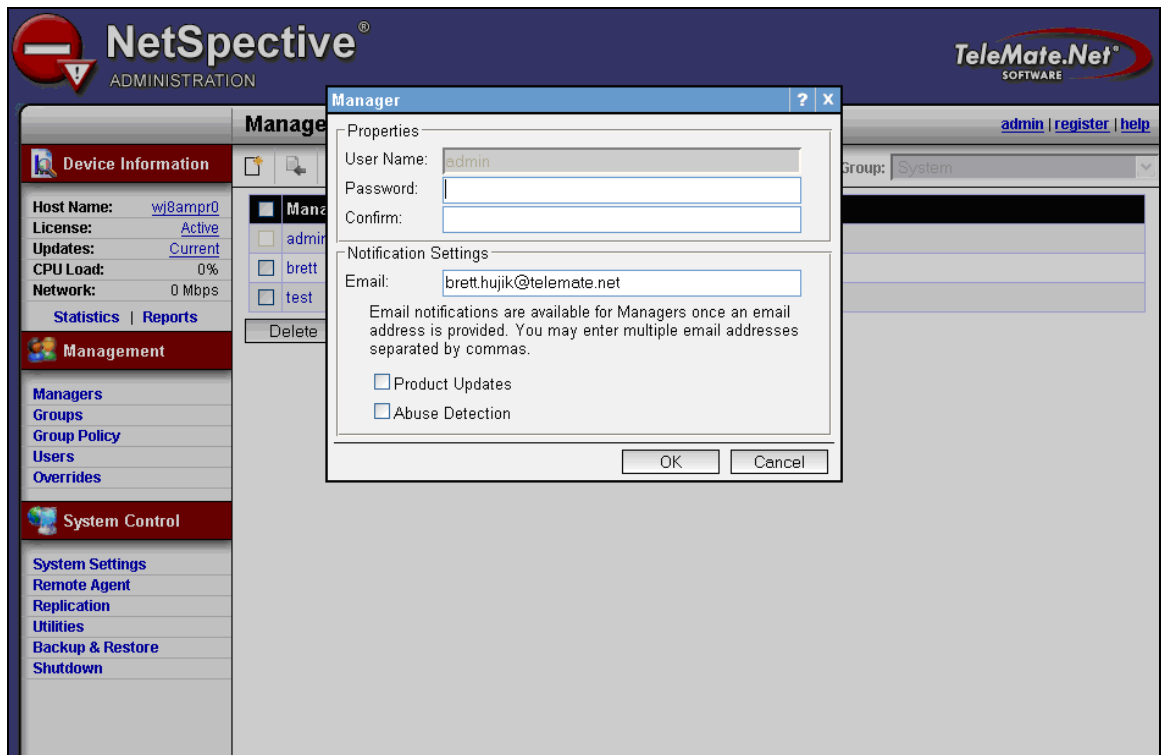 NetSpective®
ADMINISTRATION
TeleMate.Net®
SOFTWARE
Manage
admin | register | help
Manager
? X
Properties
User Name: admin
Password:
Confirm:
Notification Settings
Email: brett.hujik@telemate.net
Email notifications are available for Managers once an email
address is provided. You may enter multiple email addresses
separated by commas.
Product Updates
Abuse Detection
OK Cancel
Group: System
Mana
admin
brett
test
Delete
Device Information
Host Name: wj8ampr0
License: Active
Updates: Current
CPU Load: 0%
Network: 0 Mbps
Statistics | Reports
Management
Managers
Groups
Group Policy
Users
Overrides
System Control
System Settings
Remote Agent
Replication
Utilities
Backup & Restore
Shutdown